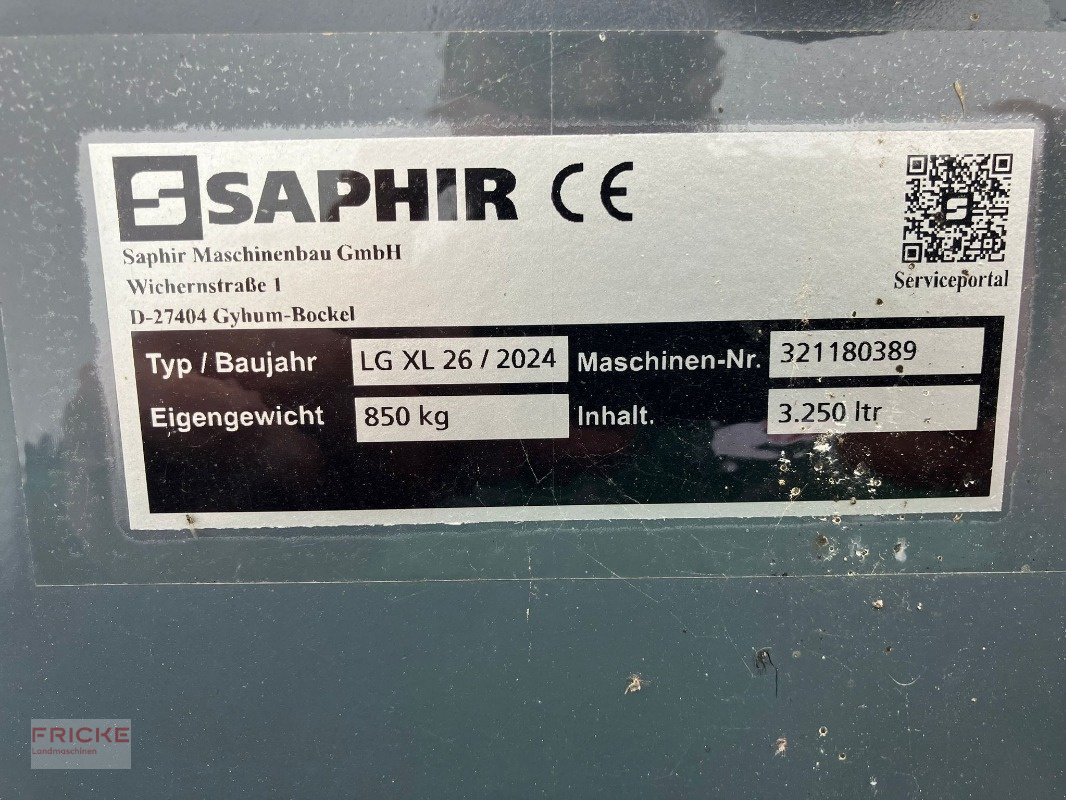 SAPHIR CE
Saphir Maschinenbau GmbH
Wichernstraße 1
D-27404 Gyhum-Bockel
Serviceportal
Typ / Baujahr LG XL 26 / 2024 Maschinen-Nr. 321180389
Eigengewicht 850 kg Inhalt. 3.250 ltr
FRICKE
Landmaschinen